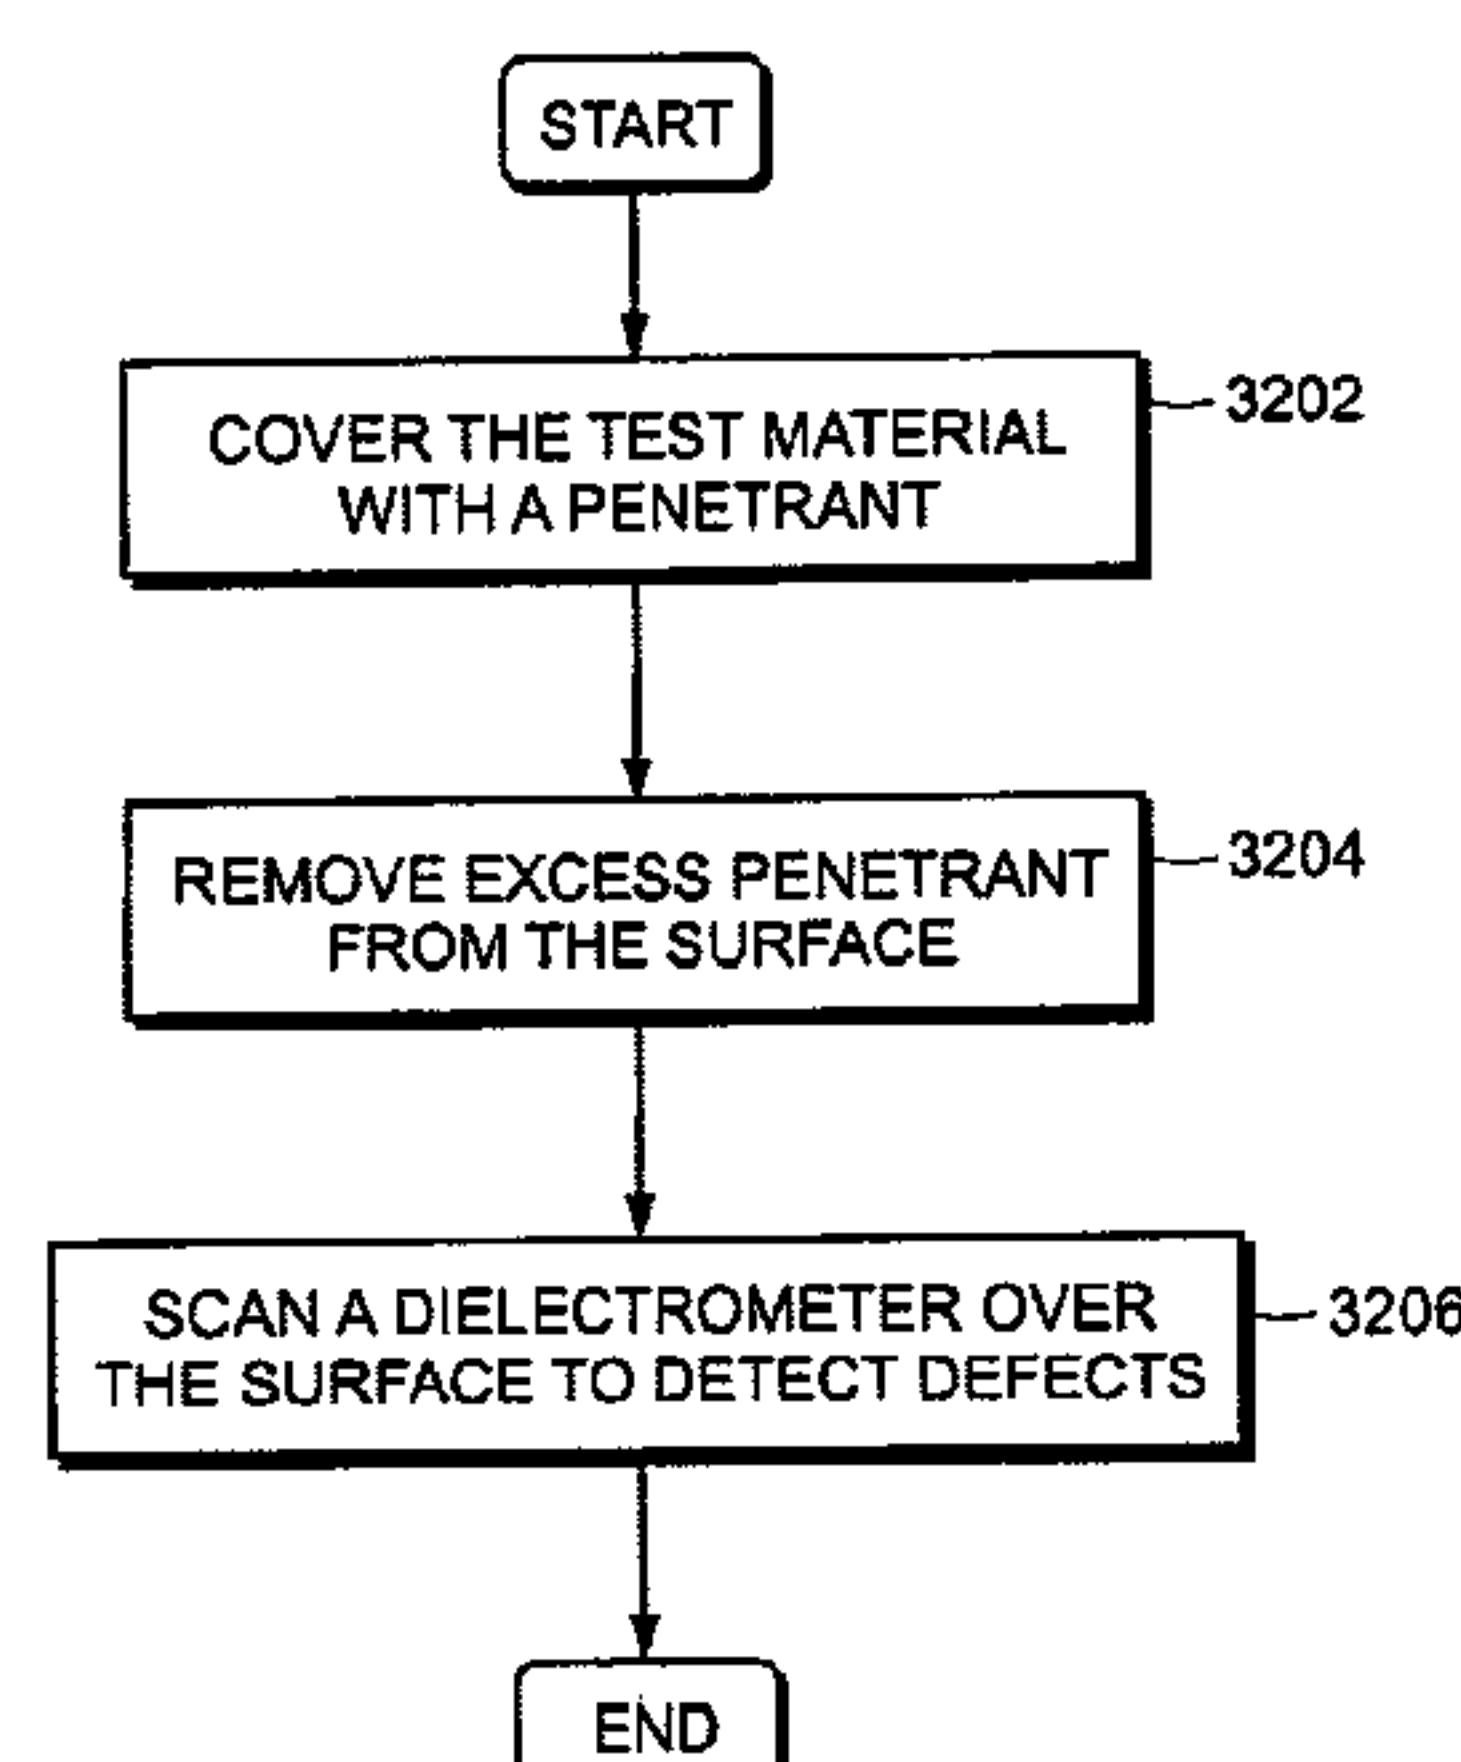 START
COVER THE TEST MATERIAL
WITH A PENETRANT
3202
REMOVE EXCESS PENETRANT
FROM THE SURFACE
3204
SCAN A DIELECTROMETER OVER
THE SURFACE TO DETECT DEFECTS
3206
END